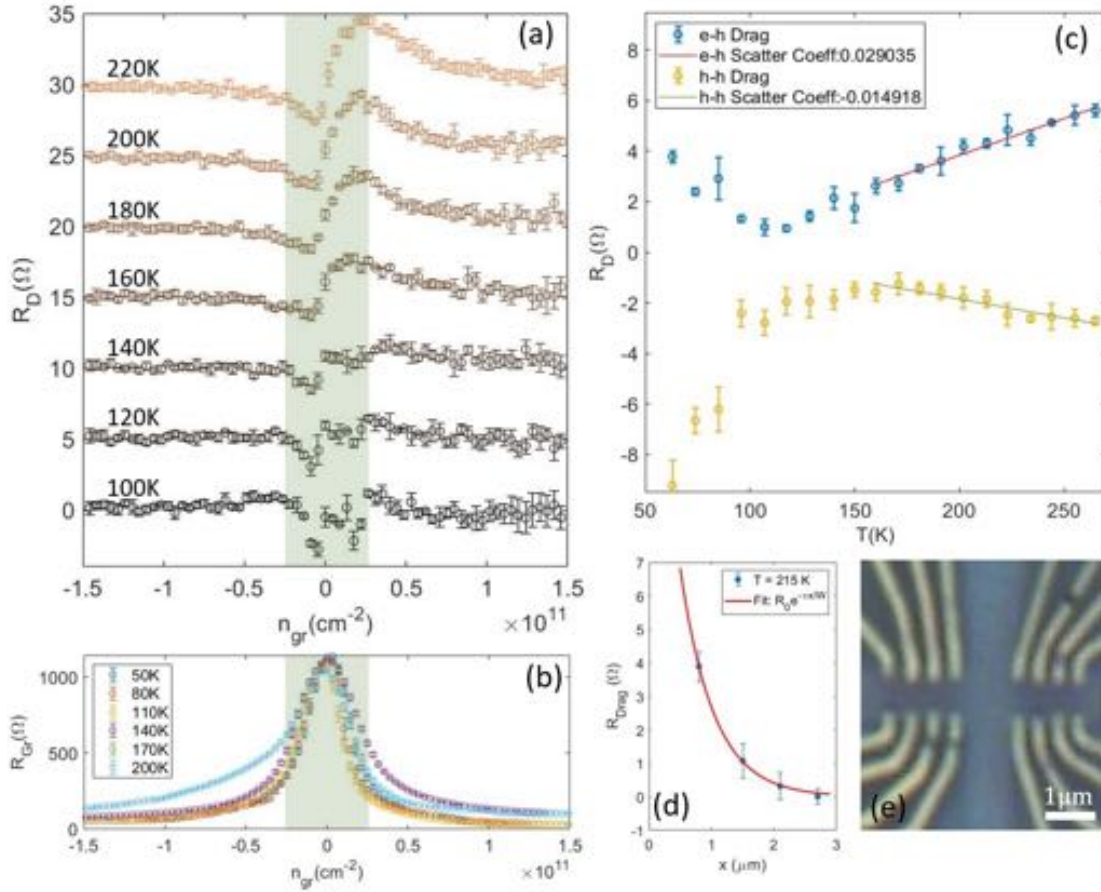 (a)
35
30
25
20
15
10
5
0
R_D(Ω)
220K
200K
180K
160K
140K
120K
100K
-1.5
-1
-0.5
0
0.5
1
1.5
n_gr(cm^-2)
×10^11
(b)
1000
500
0
R_Gr(Ω)
50K
80K
110K
140K
170K
200K
-1.5
-1
-0.5
0
0.5
1
1.5
n_gr(cm^-2)
×10^11
(c)
e-h Drag
e-h Scatter Coeff:0.029035
h-h Drag
h-h Scatter Coeff:-0.014918
8
6
4
2
0
-2
-4
-6
-8
R_D(Ω)
50
100
150
200
250
T(K)
7
6
5
4
3
2
1
0
-1
R_Drag (Ω)
T = 215 K
Fit: R_0e^-πx/W
(d)
0
1
2
3
x (μm)
(e)
1μm